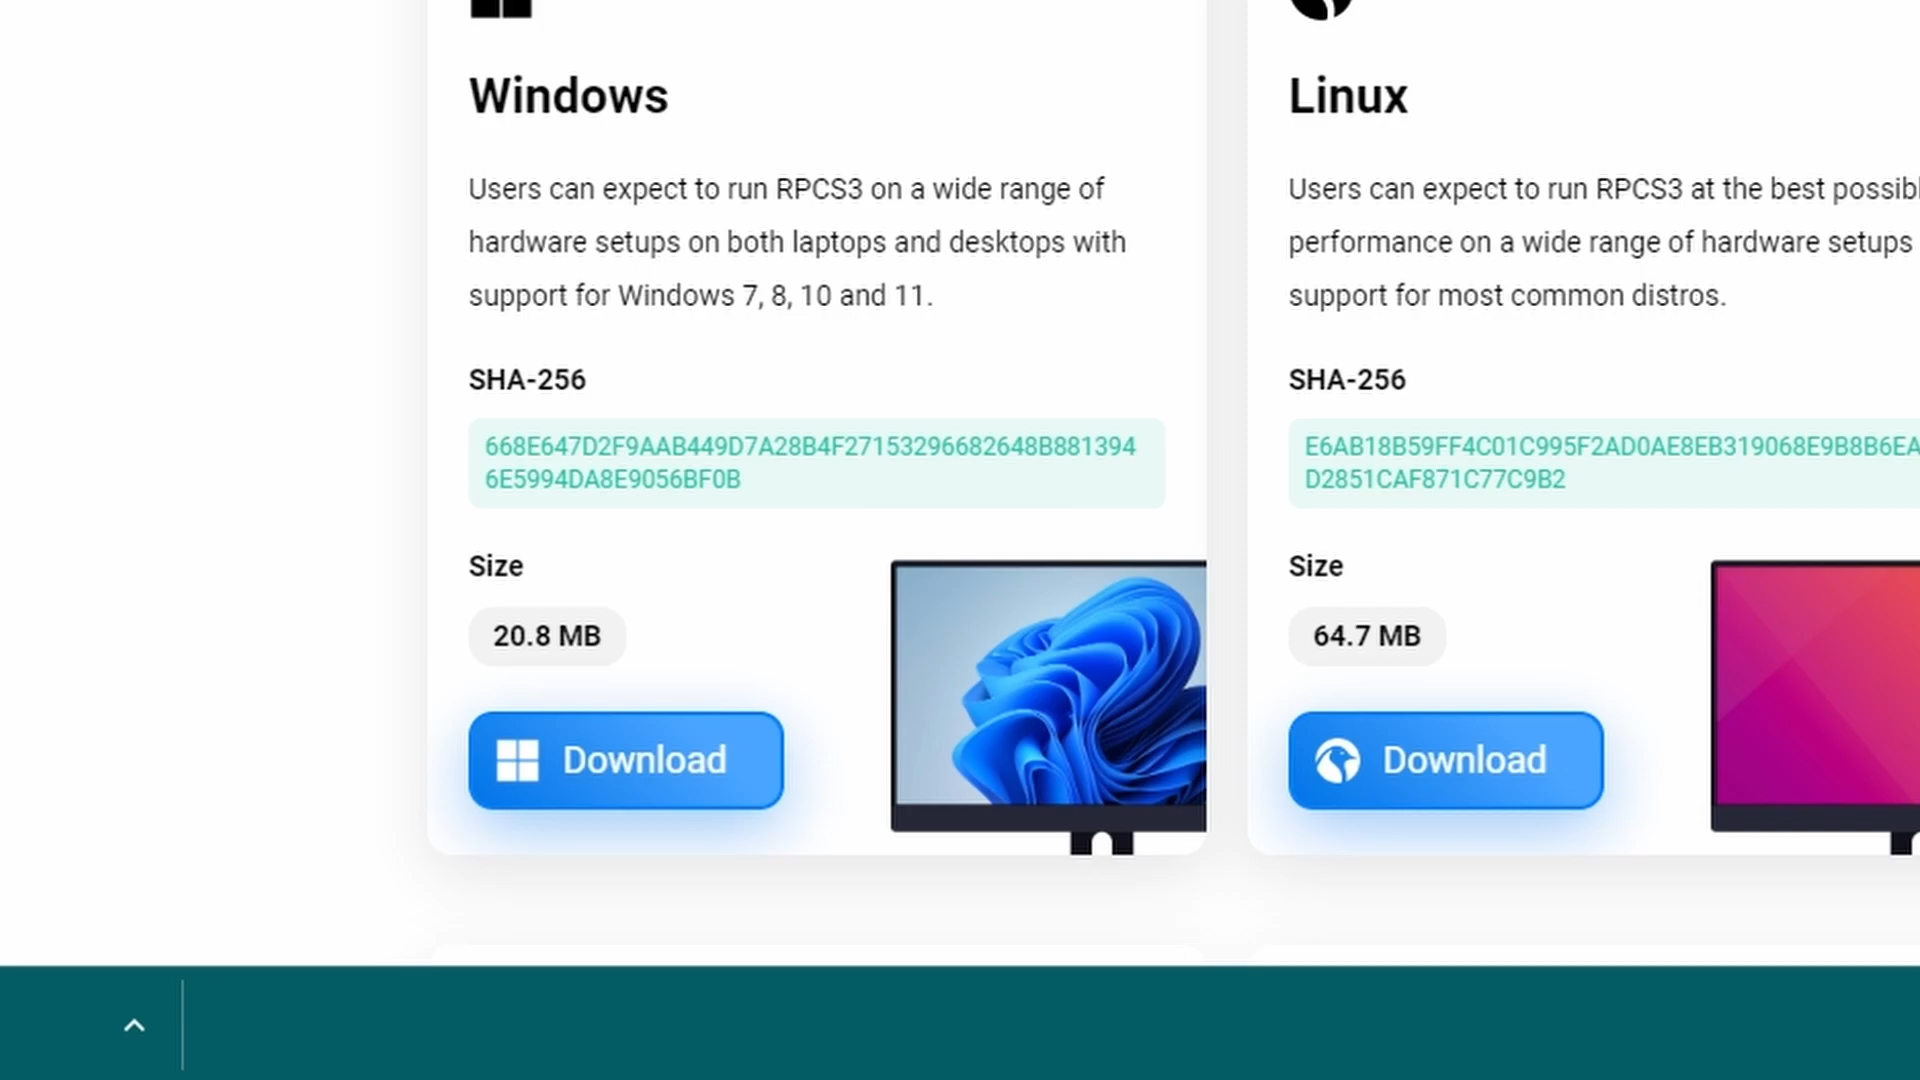 Windows
Users can expect to run RPCS3 on a wide range of
hardware setups on both laptops and desktops with
support for Windows 7, 8, 10 and 11.
SHA-256
668E647D2F9AAB449D7A28B4F27153296682648B881394
6E5994DA8E9056BF0B
Size
20.8 MB
Download
Linux
Users can expect to run RPCS3 at the best possibl
performance on a wide range of hardware setups
support for most common distros.
SHA-256
E6AB18B59FF4C01C995F2AD0AE8EB319068E9B8B6EA
D2851CAF871C77C9B2
Size
64.7 MB
Download